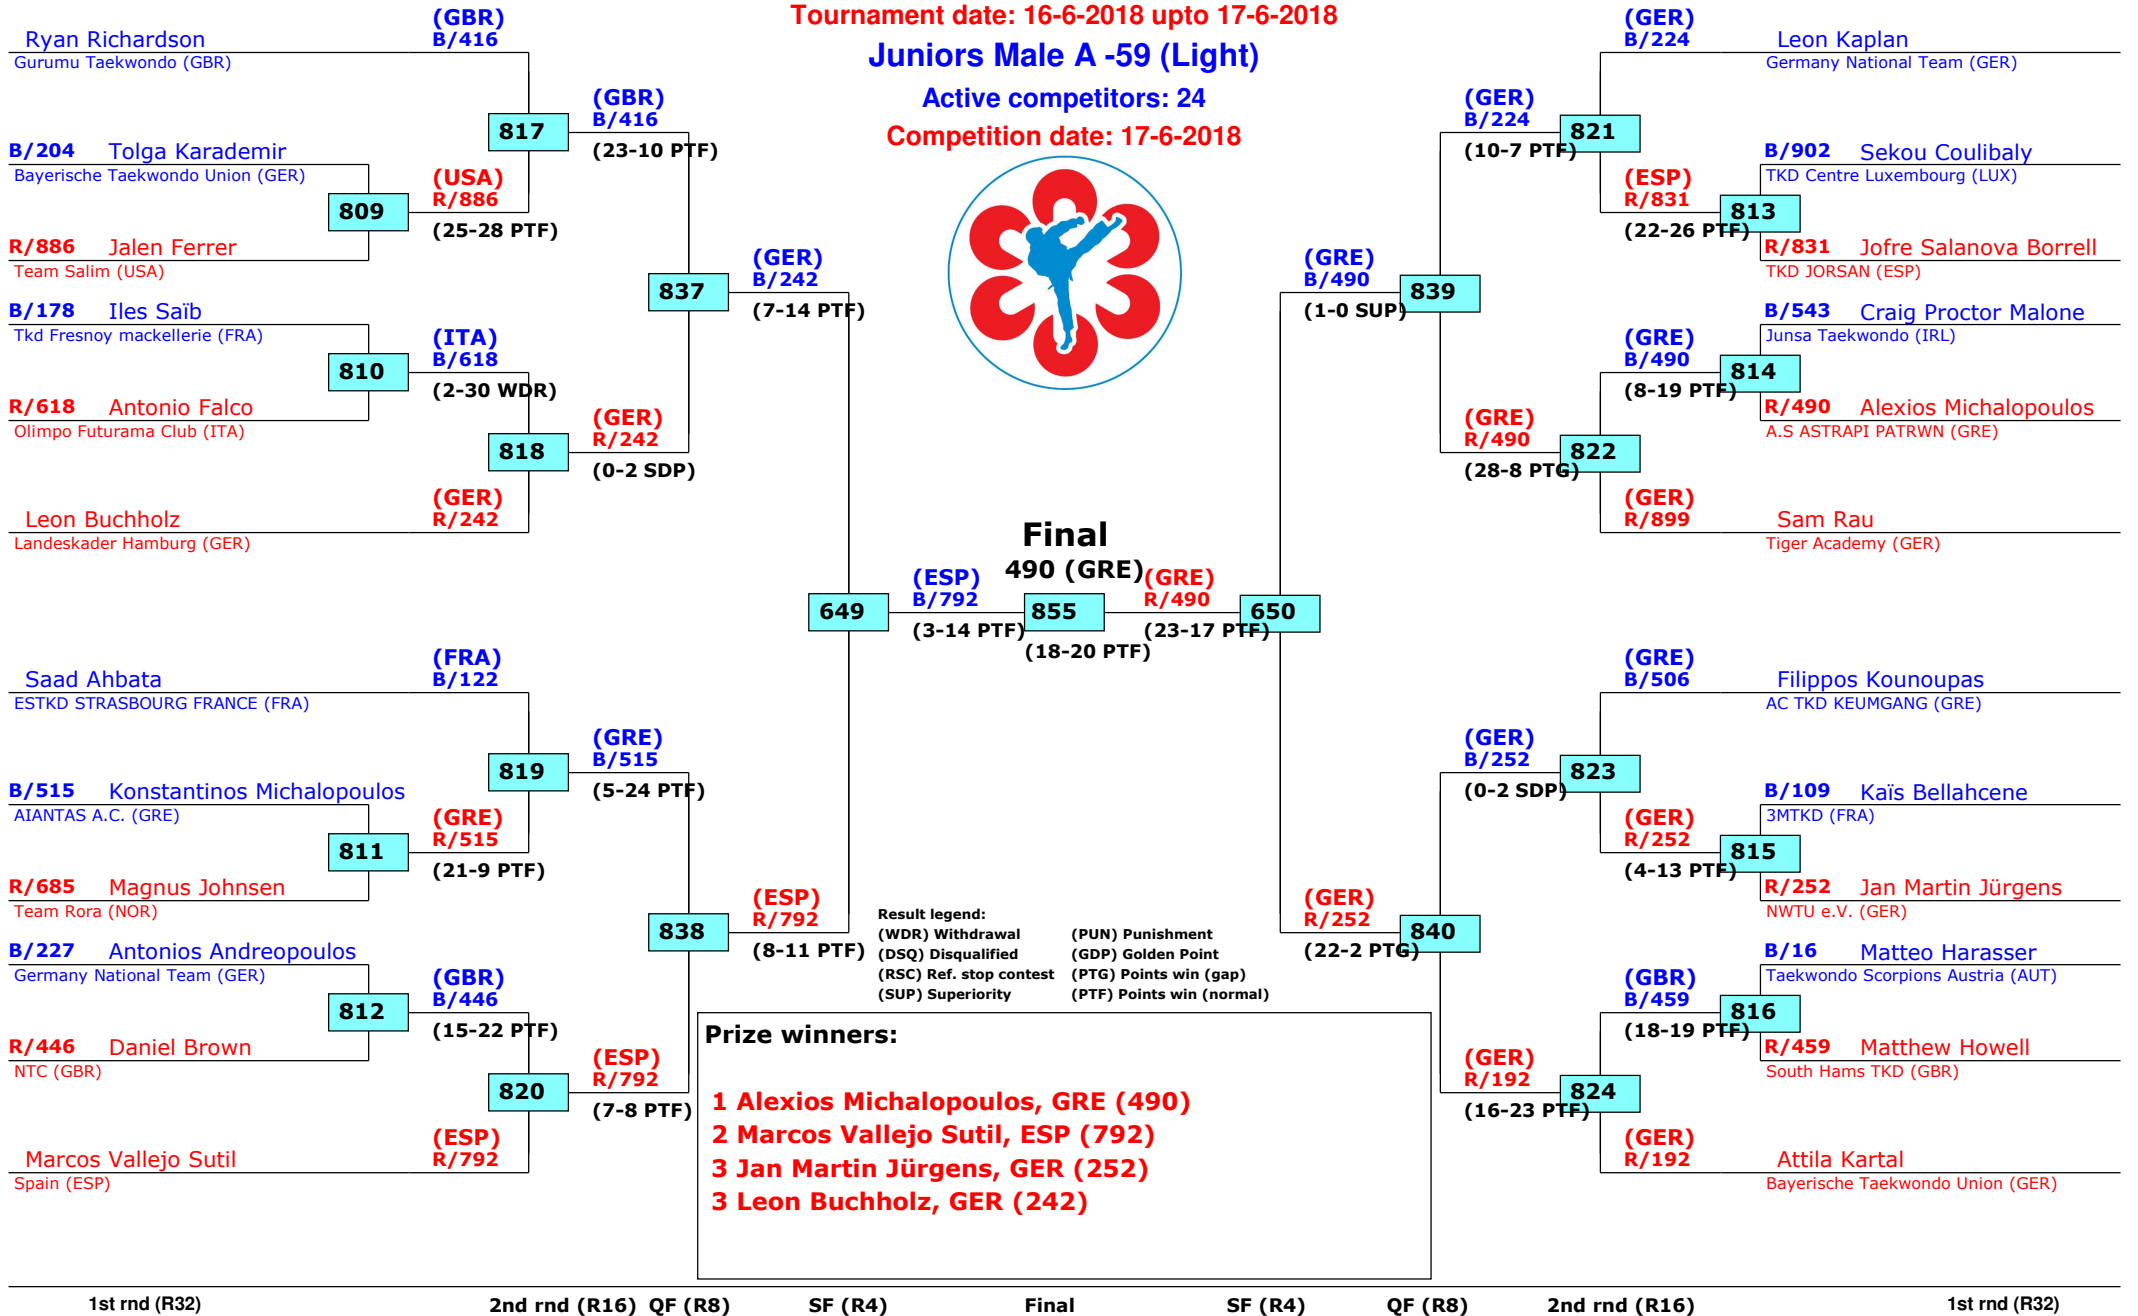 Tournament date: 16-6-2018 upto 17-6-2018
Juniors Male A -59 (Light)
Active competitors: 24
Competition date: 17-6-2018
(GBR)
Ryan Richardson B/416
Gurumu Taekwondo (GBR)
(GBR)
B/416
817
(23-10 PTF)
B/204 Tolga Karademir
Bayerische Taekwondo Union (GER)
(USA)
R/886
809
(25-28 PTF)
R/886 Jalen Ferrer
Team Salim (USA)
(GER)
B/242
837
(7-14 PTF)
B/178 Iles Saïb
Tkd Fresnoy mackellerie (FRA)
(ITA)
B/618
810
(2-30 WDR)
R/618 Antonio Falco
Olimpo Futurama Club (ITA)
(GER)
R/242
818
(0-2 SDP)
(GER)
Leon Buchholz R/242
Landeskader Hamburg (GER)
Final
490 (GRE)
(ESP)
B/792
649
(3-14 PTF)
855
(18-20 PTF)
(GRE)
R/490
650
(23-17 PTF)
(FRA)
Saad Ahbata B/122
ESTKD STRASBOURG FRANCE (FRA)
(GRE)
B/515
819
(5-24 PTF)
B/515 Konstantinos Michalopoulos
AIANTAS A.C. (GRE)
(GRE)
R/515
811
(21-9 PTF)
R/685 Magnus Johnsen
Team Rora (NOR)
(ESP)
R/792
838
(8-11 PTF)
B/227 Antonios Andreopoulos
Germany National Team (GER)
(GBR)
B/446
812
(15-22 PTF)
R/446 Daniel Brown
NTC (GBR)
(ESP)
R/792
820
(7-8 PTF)
(ESP)
Marcos Vallejo Sutil R/792
Spain (ESP)
(GER)
B/224 Leon Kaplan
Germany National Team (GER)
(GER)
B/224
821
(10-7 PTF)
B/902 Sekou Coulibaly
TKD Centre Luxembourg (LUX)
(ESP)
R/831
813
(22-26 PTF)
R/831 Jofre Salanova Borrell
TKD JORSAN (ESP)
(GRE)
B/490
839
(1-0 SUP)
B/543 Craig Proctor Malone
Junsa Taekwondo (IRL)
(GRE)
B/490
814
(8-19 PTF)
R/490 Alexios Michalopoulos
A.S ASTRAPI PATRWN (GRE)
(GRE)
R/490
822
(28-8 PTG)
(GER)
R/899 Sam Rau
Tiger Academy (GER)
(GRE)
B/506 Filippos Kounoupas
AC TKD KEUMGANG (GRE)
(GER)
B/252
823
(0-2 SDP)
B/109 Kaïs Bellahcene
3MTKD (FRA)
(GER)
R/252
815
(4-13 PTF)
R/252 Jan Martin Jürgens
NWTU e.V. (GER)
(GER)
R/252
840
(22-2 PTG)
B/16 Matteo Harasser
Taekwondo Scorpions Austria (AUT)
(GBR)
B/459
816
(18-19 PTF)
R/459 Matthew Howell
South Hams TKD (GBR)
(GER)
R/192
824
(16-23 PTF)
(GER)
R/192 Attila Kartal
Bayerische Taekwondo Union (GER)
Result legend:
(WDR) Withdrawal (PUN) Punishment
(DSQ) Disqualified (GDP) Golden Point
(RSC) Ref. stop contest (PTG) Points win (gap)
(SUP) Superiority (PTF) Points win (normal)
Prize winners:
1 Alexios Michalopoulos, GRE (490)
2 Marcos Vallejo Sutil, ESP (792)
3 Jan Martin Jürgens, GER (252)
3 Leon Buchholz, GER (242)
1st rnd (R32) 2nd rnd (R16) QF (R8) SF (R4) Final SF (R4) QF (R8) 2nd rnd (R16) 1st rnd (R32)